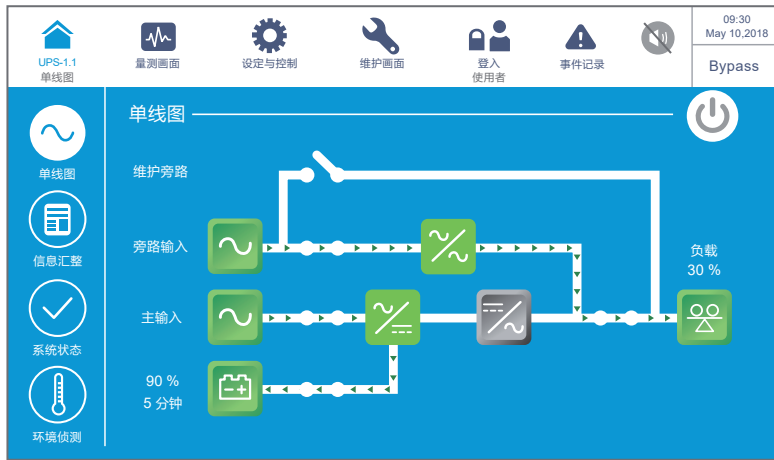 UPS-1.1
单线图
量测画面
设定与控制
维护画面
登入
使用者
事件记录
09:30
May 10,2018
Bypass
单线图
信息汇整
系统状态
环境侦测
单线图
维护旁路
旁路输入
主输入
90 %
5 分钟
负载
30 %